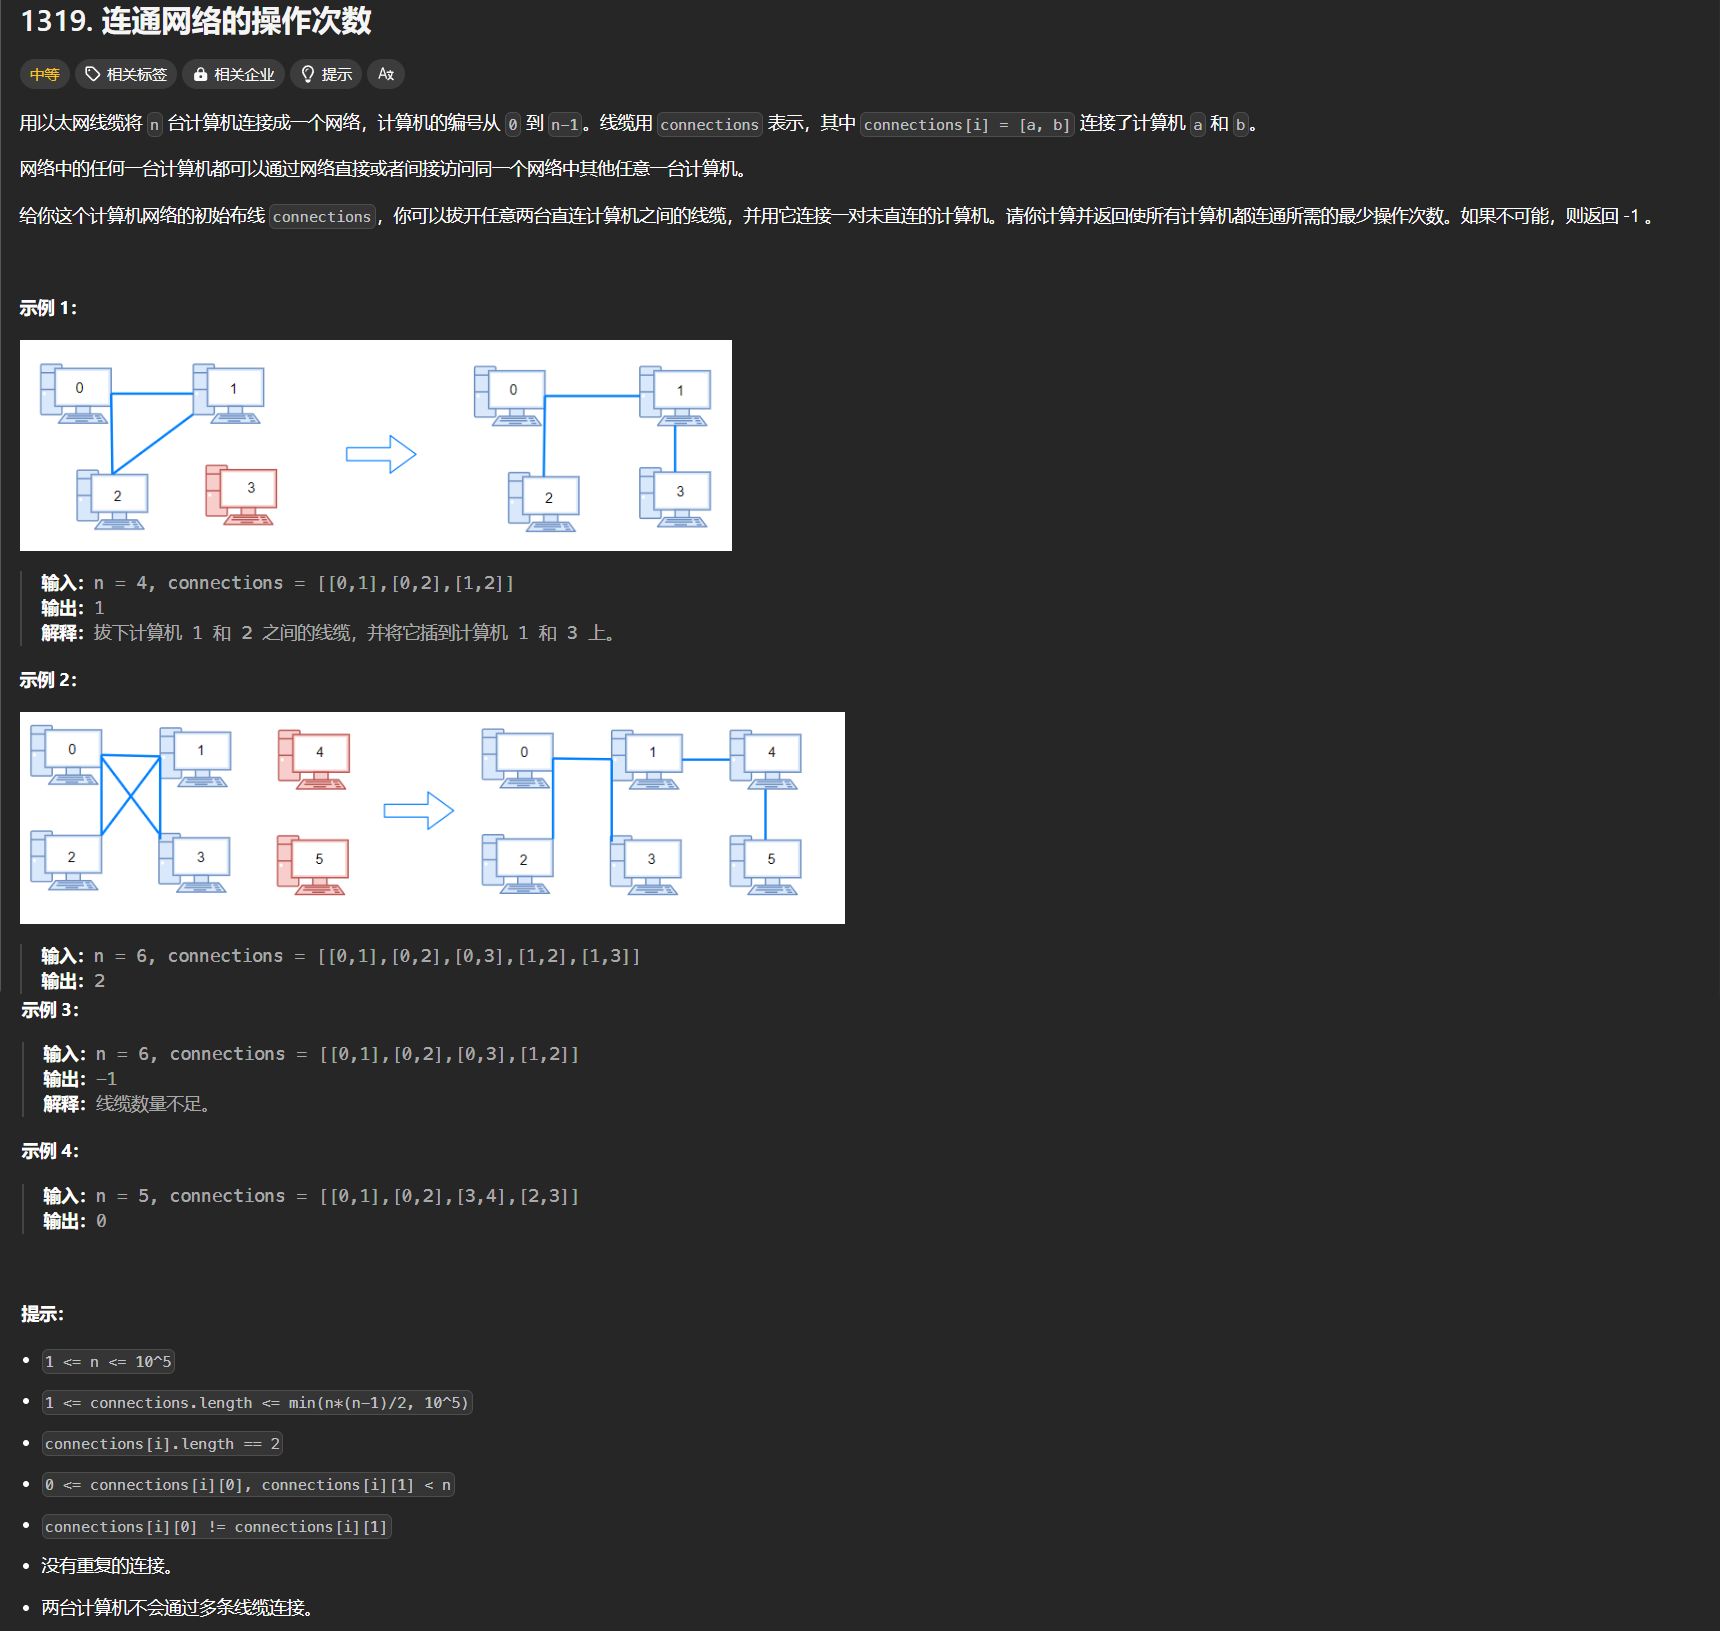 1319. 连通网络的操作次数
中等 相关标签 相关企业 提示 Az
用以太网线缆将 n 台计算机连接成一个网络，计算机的编号从 0 到 n-1。线缆用 connections 表示，其中 connections[i] = [a, b] 连接了计算机 a 和 b。
网络中的任何一台计算机都可以通过网络直接或者间接访问同一个网络中其他任意一台计算机。
给你这个计算机网络的初始布线 connections，你可以拔开任意两台直连计算机之间的线缆，并用它连接一对未直连的计算机。请你计算并返回使所有计算机都连通所需的最少操作次数。如果不可能，则返回 -1 。
示例 1：
0 1 0 1
2 3 2 3
输入：n = 4, connections = [[0,1],[0,2],[1,2]]
输出：1
解释：拔下计算机 1 和 2 之间的线缆，并将它插到计算机 1 和 3 上。
示例 2：
0 1 4 0 1 4
2 3 5 2 3 5
输入：n = 6, connections = [[0,1],[0,2],[0,3],[1,2],[1,3]]
输出：2
示例 3：
输入：n = 6, connections = [[0,1],[0,2],[0,3],[1,2]]
输出：-1
解释：线缆数量不足。
示例 4：
输入：n = 5, connections = [[0,1],[0,2],[3,4],[2,3]]
输出：0
提示：
• 1 <= n <= 10^5
• 1 <= connections.length <= min(n*(n-1)/2, 10^5)
• connections[i].length == 2
• 0 <= connections[i][0], connections[i][1] < n
• connections[i][0] != connections[i][1]
• 没有重复的连接。
• 两台计算机不会通过多条线缆连接。